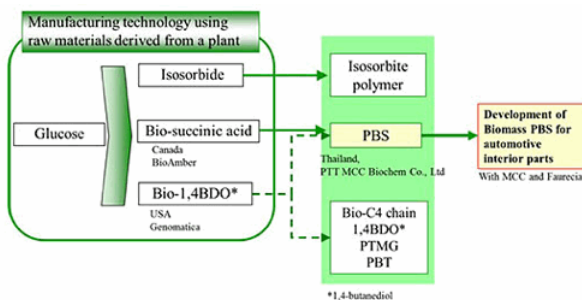 Manufacturing technology using
raw materials derived from a plant
Glucose
Isosorbide
Bio-succinic acid
Canada
BioAmber
Bio-1,4BDO*
USA
Genomatica
Isosorbite
polymer
PBS
Thailand,
PTT MCC Biochem Co., Ltd
Bio-C4 chain
1,4BDO*
PTMG
PBT
*1,4-butanediol
Development of
Biomass PBS for
automotive
interior parts
With MCC and Faurecia